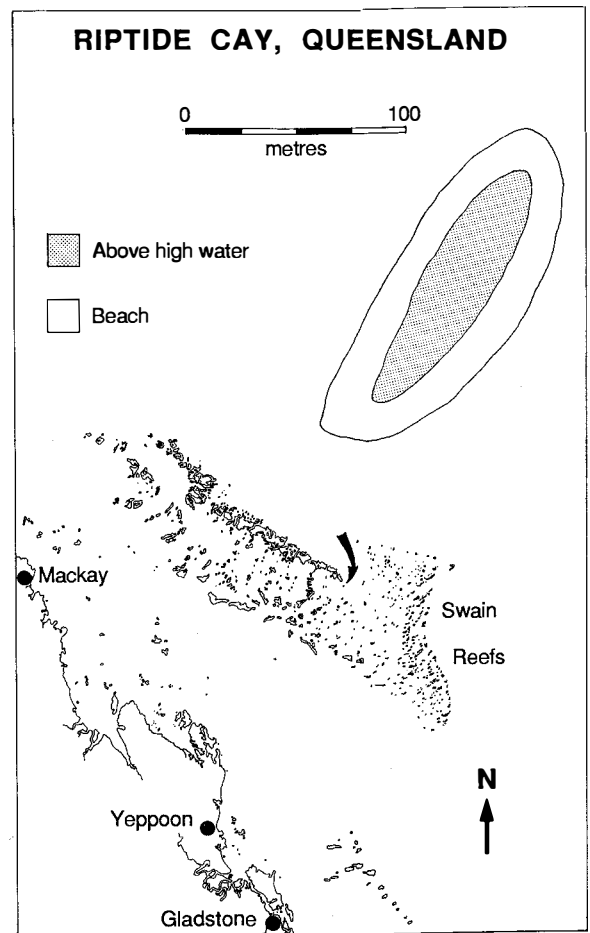 RIPTIDE CAY, QUEENSLAND
0 100
metres
Above high water
Beach
Mackay
Swain
Reefs
N
Yeppoon
Gladstone